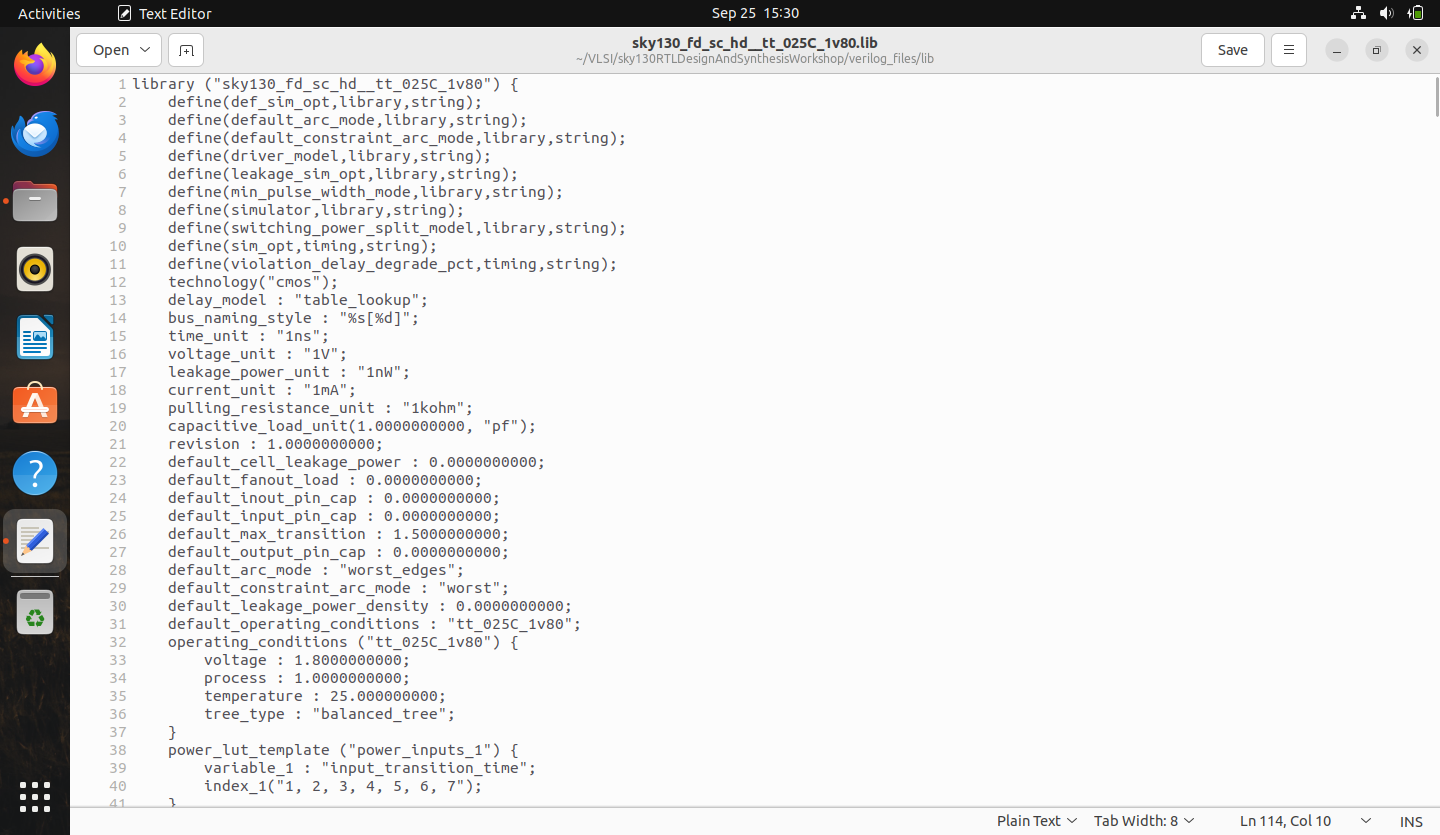 Activities Text Editor Sep 25 15:30
Open sky130_fd_sc_hd__tt_025C_1v80.lib Save
~/VLSI/sky130RTLDesignAndSynthesisWorkshop/verilog_files/lib
1 library ("sky130_fd_sc_hd__tt_025C_1v80") {
2     define(def_sim_opt,library,string);
3     define(default_arc_mode,library,string);
4     define(default_constraint_arc_mode,library,string);
5     define(driver_model,library,string);
6     define(leakage_sim_opt,library,string);
7     define(min_pulse_width_mode,library,string);
8     define(simulator,library,string);
9     define(switching_power_split_model,library,string);
10     define(sim_opt,timing,string);
11     define(violation_delay_degrade_pct,timing,string);
12     technology("cmos");
13     delay_model : "table_lookup";
14     bus_naming_style : "%s[%d]";
15     time_unit : "1ns";
16     voltage_unit : "1V";
17     leakage_power_unit : "1nW";
18     current_unit : "1mA";
19     pulling_resistance_unit : "1kohm";
20     capacitive_load_unit(1.0000000000, "pf");
21     revision : 1.0000000000;
22     default_cell_leakage_power : 0.0000000000;
23     default_fanout_load : 0.0000000000;
24     default_inout_pin_cap : 0.0000000000;
25     default_input_pin_cap : 0.0000000000;
26     default_max_transition : 1.5000000000;
27     default_output_pin_cap : 0.0000000000;
28     default_arc_mode : "worst_edges";
29     default_constraint_arc_mode : "worst";
30     default_leakage_power_density : 0.0000000000;
31     default_operating_conditions : "tt_025C_1v80";
32     operating_conditions ("tt_025C_1v80") {
33         voltage : 1.8000000000;
34         process : 1.0000000000;
35         temperature : 25.000000000;
36         tree_type : "balanced_tree";
37     }
38     power_lut_template ("power_inputs_1") {
39         variable_1 : "input_transition_time";
40         index_1("1, 2, 3, 4, 5, 6, 7");
41     }
Plain Text Tab Width: 8 Ln 114, Col 10 INS